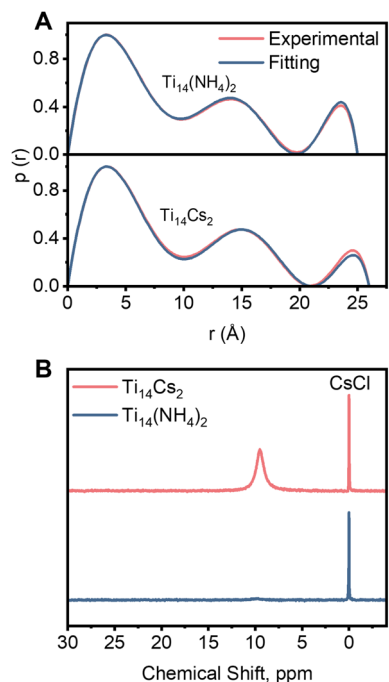 A
Experimental
Fitting
Ti₁₄(NH₄)₂
0.8
0.4
0.0
p (r)
Ti₁₄Cs₂
0.8
0.4
0.0
0 5 10 15 20 25
r (Å)
B
Ti₁₄Cs₂
Ti₁₄(NH₄)₂
CsCl
30 25 20 15 10 5 0
Chemical Shift, ppm